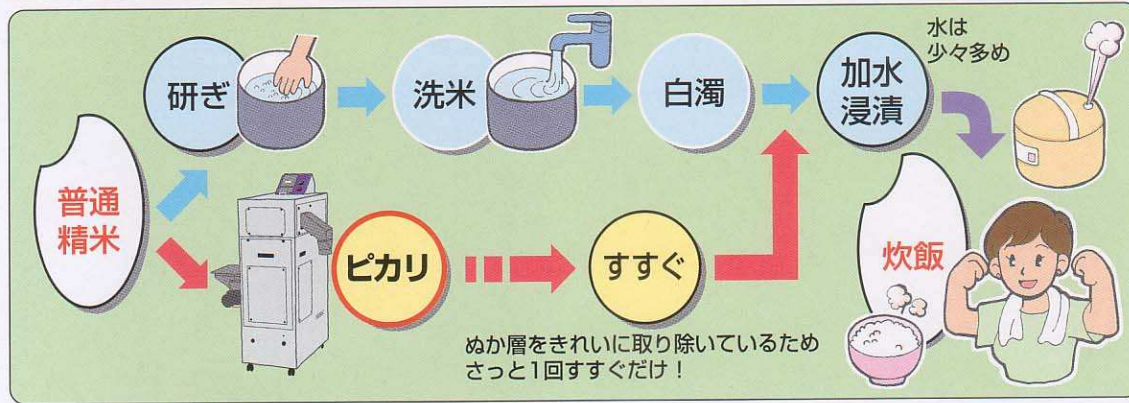 普通
精米
研ぎ
洗米
白濁
加水
浸漬
水は
少々多め
ピカリ
すすぐ
ぬか層をきれいに取り除いているため
さっと1回すすぐだけ！
炊飯